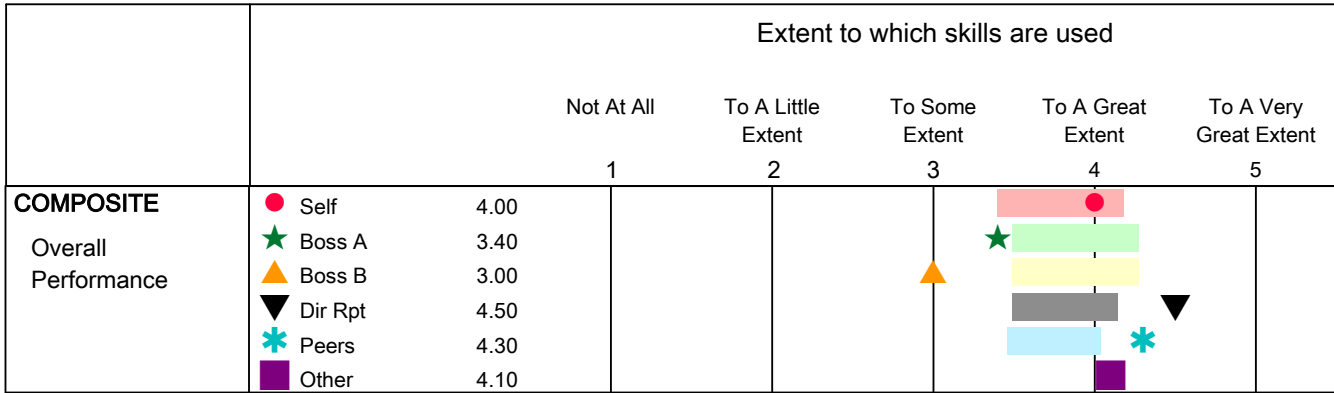 Extent to which skills are used
Not At All
To A Little
Extent
To Some
Extent
To A Great
Extent
To A Very
Great Extent
1 2 3 4 5
COMPOSITE
Overall
Performance
Self 4.00
Boss A 3.40
Boss B 3.00
Dir Rpt 4.50
Peers 4.30
Other 4.10